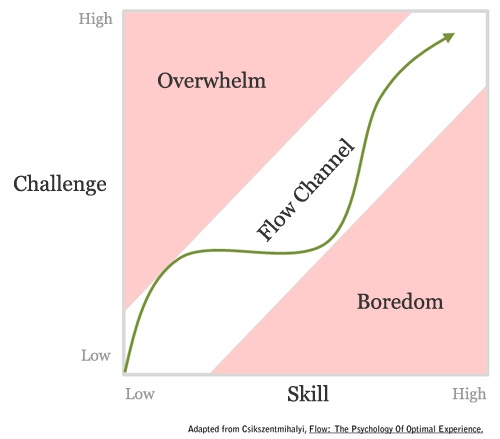 High
Overwhelm
Challenge
Flow Channel
Boredom
Low
Low
Skill
High
Adapted from Csikszentmihalyi, Flow: The Psychology Of Optimal Experience.